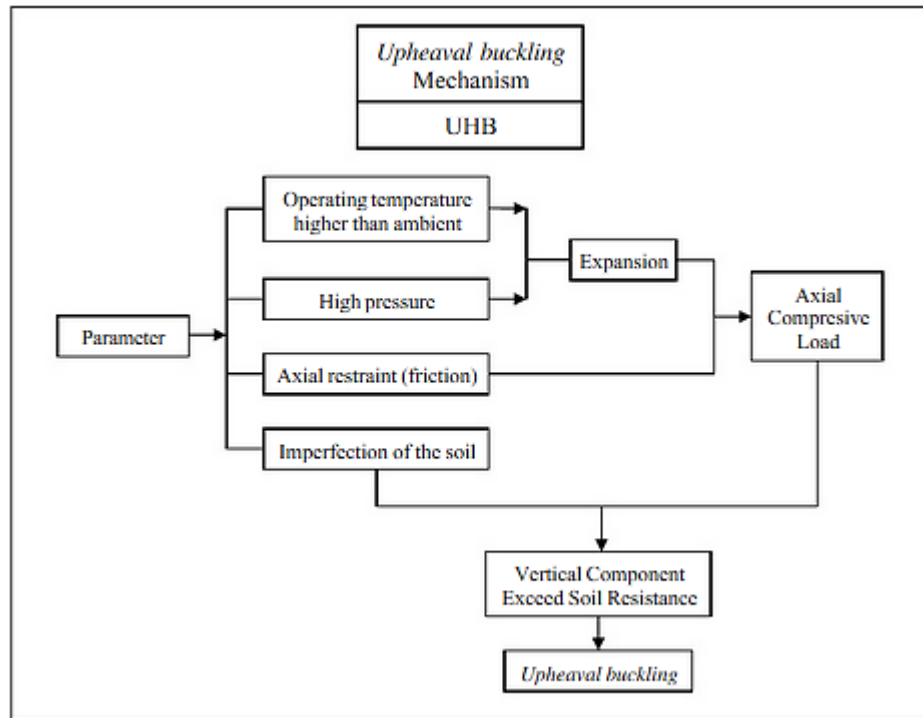 Upheaval buckling
Mechanism
UHB
Operating temperature
higher than ambient
Expansion
High pressure
Axial
Compresive
Load
Parameter
Axial restraint (friction)
Imperfection of the soil
Vertical Component
Exceed Soil Resistance
Upheaval buckling